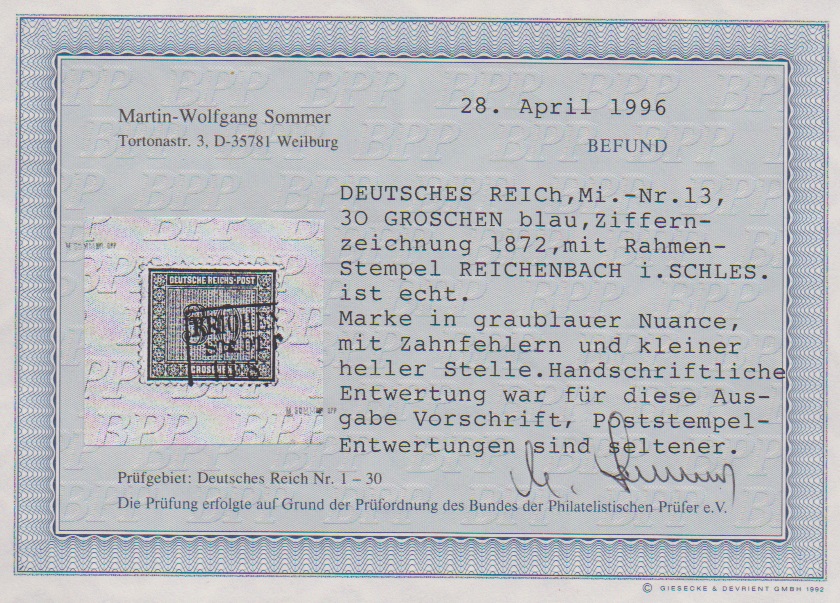 Martin-Wolfgang Sommer
Tortonastr. 3, D-35781 Weilburg
28. April 1996
BEFUND
DEUTSCHES REICh,Mi.-Nr.13,
30 GROSCHEN blau,Ziffern-
zeichnung 1872,mit Rahmen-
Stempel REICHENBACH i.SCHLES.
ist echt.
Marke in graublauer Nuance,
mit Zahnfehlern und kleiner
heller Stelle.Handschriftliche
Entwertung war für diese Aus-
gabe Vorschrift, Poststempel-
Entwertungen sind seltener.
DEUTSCHE REICHS-POST
Prüfgebiet: Deutsches Reich Nr. 1 – 30
Die Prüfung erfolgte auf Grund der Prüfordnung des Bundes der Philatelistischen Prüfer e.V.
© GIESECKE & DEVRIENT GMBH 1992